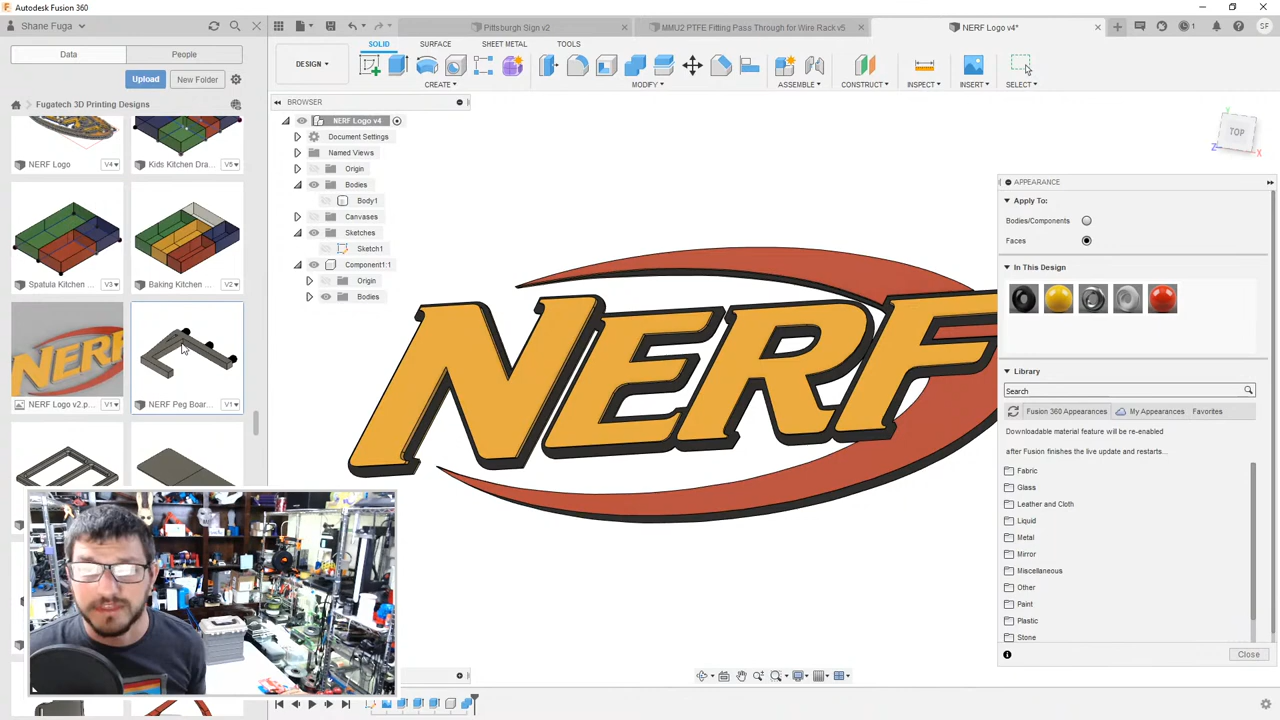 Autodesk Fusion 360
Shane Fuga
Data
People
Upload
New Folder
Fugatech 3D Printing Designs
NERF Logo
V4
Kids Kitchen Dra...
V5
Spatula Kitchen ...
V3
Baking Kitchen ...
V2
NERF Logo v2.p...
V1
NERF Peg Boar...
V1
Pittsburgh Sign v2
MMU2 PTFE Fitting Pass Through for Wire Rack v5
NERF Logo v4*
1
SF
DESIGN
SOLID
SURFACE
SHEET METAL
TOOLS
CREATE
MODIFY
ASSEMBLE
CONSTRUCT
INSPECT
INSERT
SELECT
BROWSER
NERF Logo v4
Document Settings
Named Views
Origin
Bodies
Body1
Canvases
Sketches
Sketch1
Component1:1
Origin
Bodies
NERF
TOP
Y
Z
X
APPEARANCE
Apply To:
Bodies/Components
Faces
In This Design
Library
Search
Fusion 360 Appearances
My Appearances
Favorites
Downloadable material feature will be re-enabled
after Fusion finishes the live update and restarts...
Fabric
Glass
Leather and Cloth
Liquid
Metal
Mirror
Miscellaneous
Other
Paint
Plastic
Stone
Close